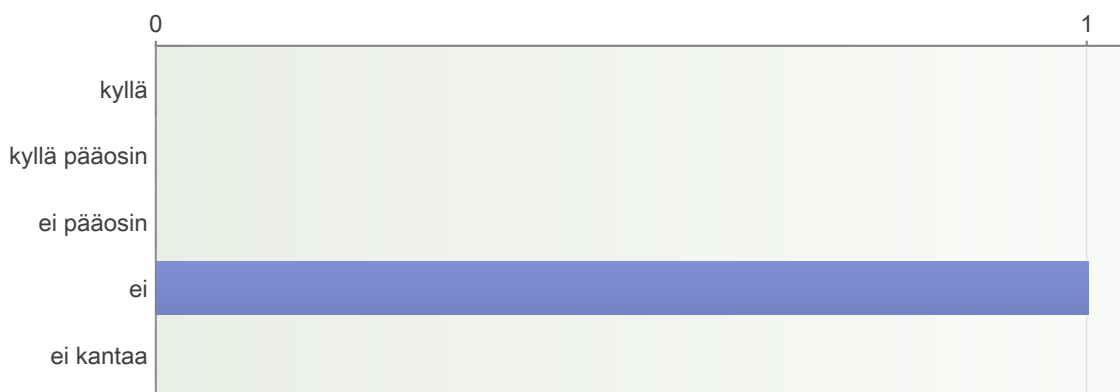 0 1
kyllä
kyllä pääosin
ei pääosin
ei
ei kantaa